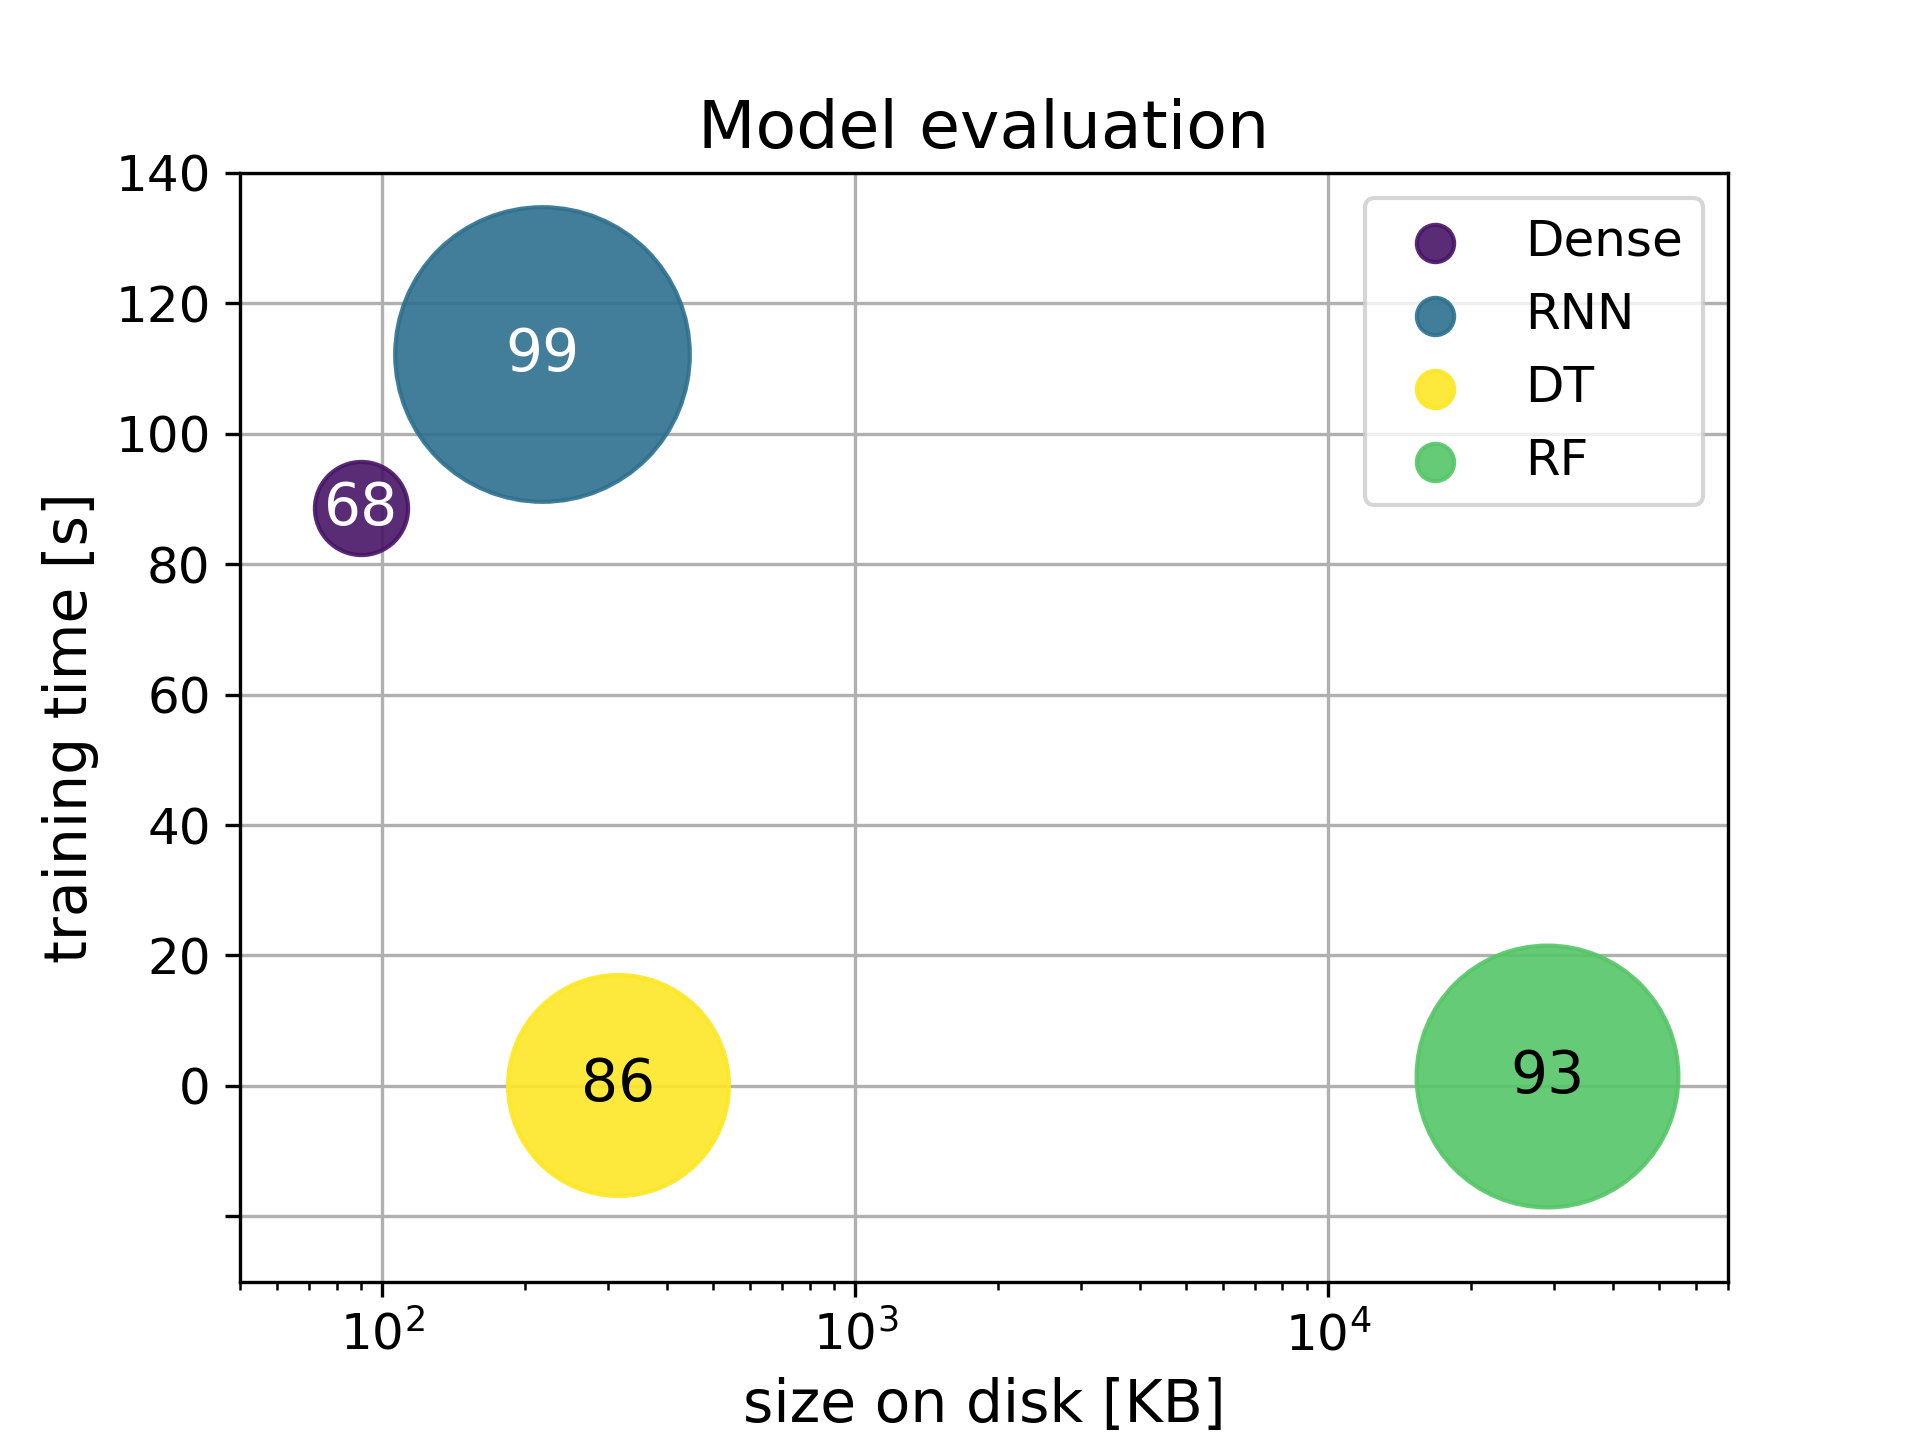 Model evaluation
140
120
100
80
60
40
20
0
training time [s]
99
68
86
93
Dense
RNN
DT
RF
10²
10³
10⁴
size on disk [KB]